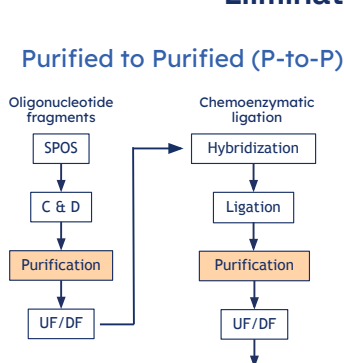 Purified to Purified (P-to-P)
Oligonucleotide
fragments
SPOS
C & D
Purification
UF/DF
Chemoenzymatic
ligation
Hybridization
Ligation
Purification
UF/DF